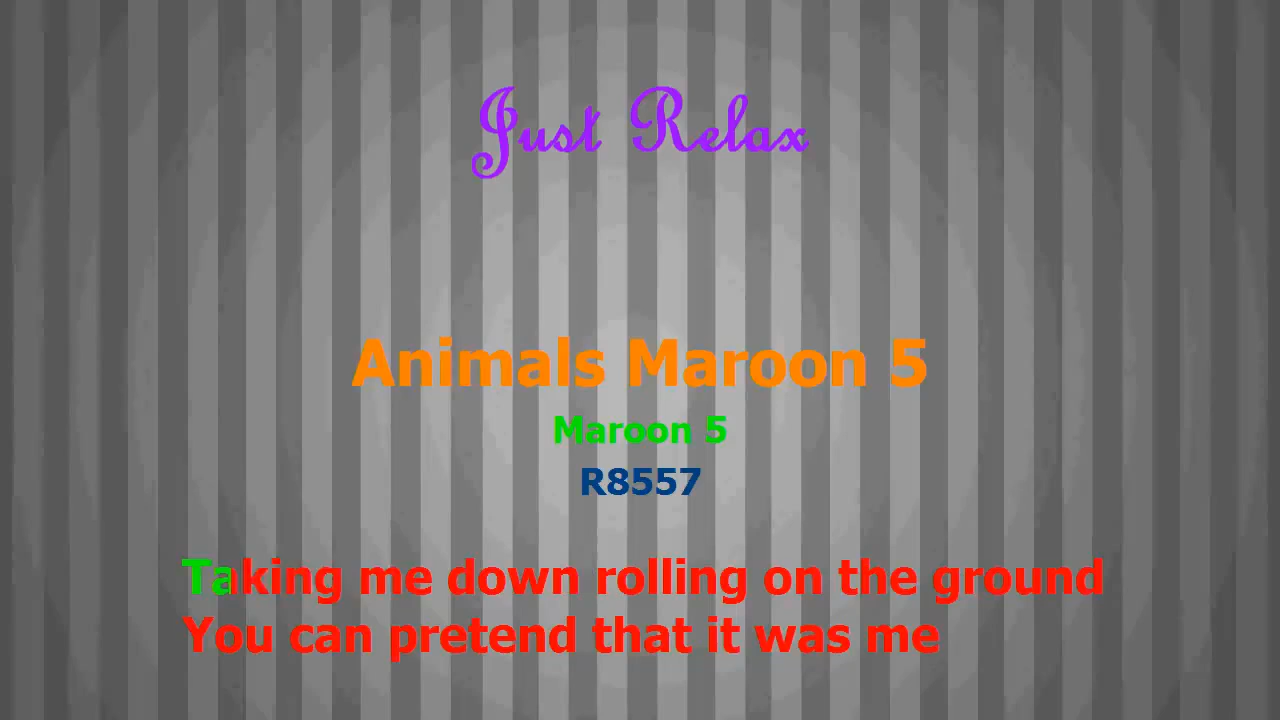 Just Relax
Animals Maroon 5
Maroon 5
R8557
Taking me down rolling on the ground
You can pretend that it was me